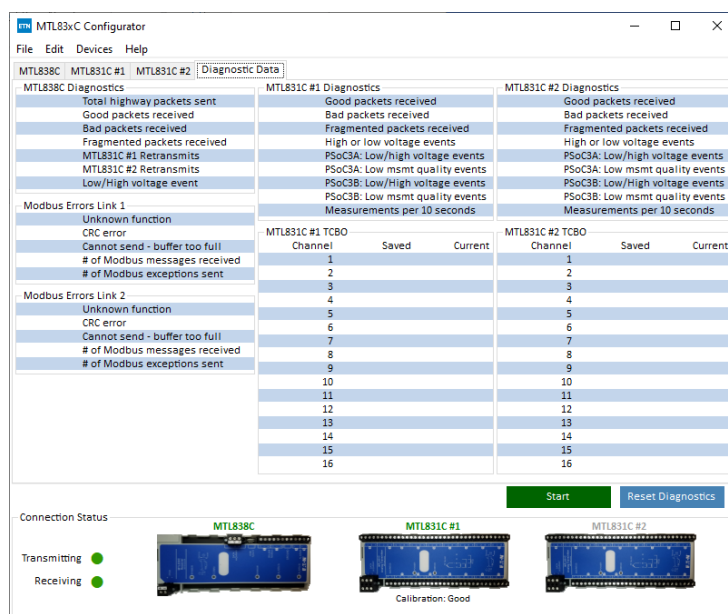 ETN MTL83xC Configurator
File Edit Devices Help
MTL838C MTL831C #1 MTL831C #2 Diagnostic Data
MTL838C Diagnostics
Total highway packets sent
Good packets received
Bad packets received
Fragmented packets received
MTL831C #1 Retransmits
MTL831C #2 Retransmits
Low/High voltage event
Modbus Errors Link 1
Unknown function
CRC error
Cannot send - buffer too full
# of Modbus messages received
# of Modbus exceptions sent
Modbus Errors Link 2
Unknown function
CRC error
Cannot send - buffer too full
# of Modbus messages received
# of Modbus exceptions sent
MTL831C #1 Diagnostics
Good packets received
Bad packets received
Fragmented packets received
High or low voltage events
PSoC3A: Low/high voltage events
PSoC3A: Low msmt quality events
PSoC3B: Low/High voltage events
PSoC3B: Low msmt quality events
Measurements per 10 seconds
MTL831C #1 TCBO
Channel Saved Current
1
2
3
4
5
6
7
8
9
10
11
12
13
14
15
16
MTL831C #2 Diagnostics
Good packets received
Bad packets received
Fragmented packets received
High or low voltage events
PSoC3A: Low/high voltage events
PSoC3A: Low msmt quality events
PSoC3B: Low/High voltage events
PSoC3B: Low msmt quality events
Measurements per 10 seconds
MTL831C #2 TCBO
Channel Saved Current
1
2
3
4
5
6
7
8
9
10
11
12
13
14
15
16
Start Reset Diagnostics
Connection Status
Transmitting
Receiving
MTL838C
MTL831C #1
Calibration: Good
MTL831C #2